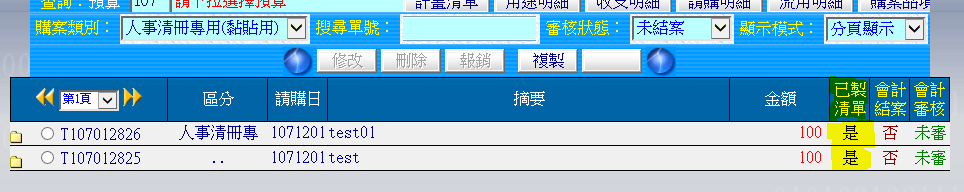 查詢：預算 107 請下拉選擇預算 計畫清單 用途明細 收支明細 請購明細 流用明細 購案品項
購案類別： 人事清冊專用(黏貼用) 搜尋單號： 審核狀態： 未結案 顯示模式： 分頁顯示
修改 刪除 報銷 複製
第1頁 區分 請購日 摘要 金額 已製清單 會計結案 會計審核
T107012826 人事清冊專 1071201 test01 100 是 否 未審
T107012825 .. 1071201 test 100 是 否 未審